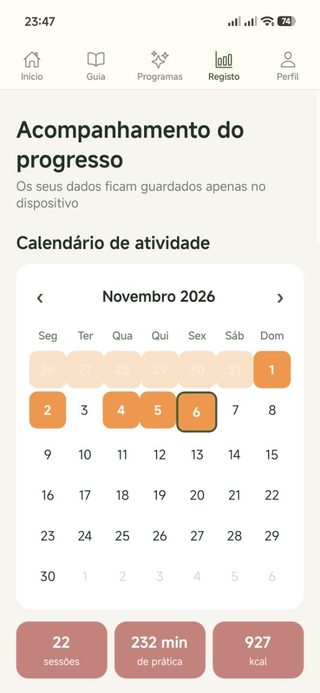 23:47
74
Início Guia Programas Registo Perfil
Acompanhamento do
progresso
Os seus dados ficam guardados apenas no
dispositivo
Calendário de atividade
‹ Novembro 2026 ›
Seg Ter Qua Qui Sex Sáb Dom
26 27 28 29 30 31 1
2 3 4 5 6 7 8
9 10 11 12 13 14 15
16 17 18 19 20 21 22
23 24 25 26 27 28 29
30 1 2 3 4 5 6
22 232 min 927
sessões de prática kcal